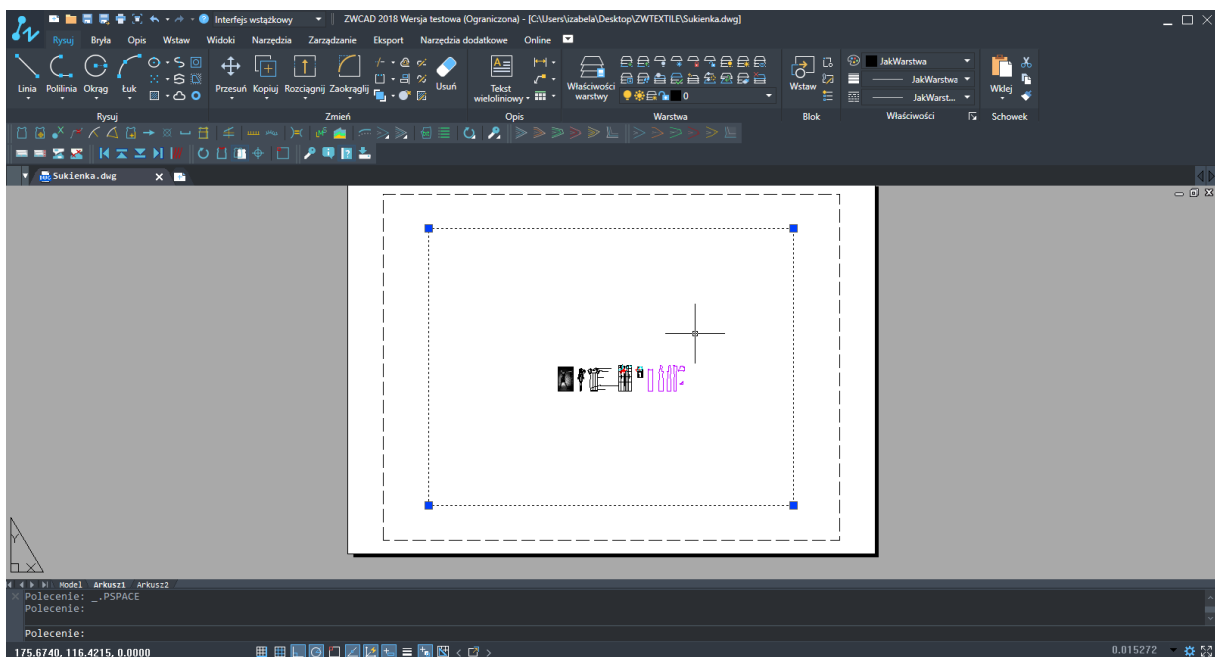 Interfejs wstążkowy
ZWCAD 2018 Wersja testowa (Ograniczona) - [C:\Users\izabela\Desktop\ZWTEXTILE\Sukienka.dwg]
Rysuj Bryła Opis Wstaw Widoki Narzędzia Zarządzanie Eksport Narzędzia dodatkowe Online
Linia Polilinia Okrąg Łuk
Przesuń Kopiuj Rozciągnij Zaokrąglij
Usuń
Tekst
wieloliniowy
Właściwości
warstwy
0
Wstaw
JakWarstwa
JakWarstwa
JakWarst...
Wklej
Rysuj Zmień Opis Warstwa Blok Właściwości Schowek
Sukienka.dwg
Y
X
Model Arkusz1 Arkusz2
Polecenie: _.PSPACE
Polecenie:
Polecenie:
175.6740, 116.4215, 0.0000
0.015272